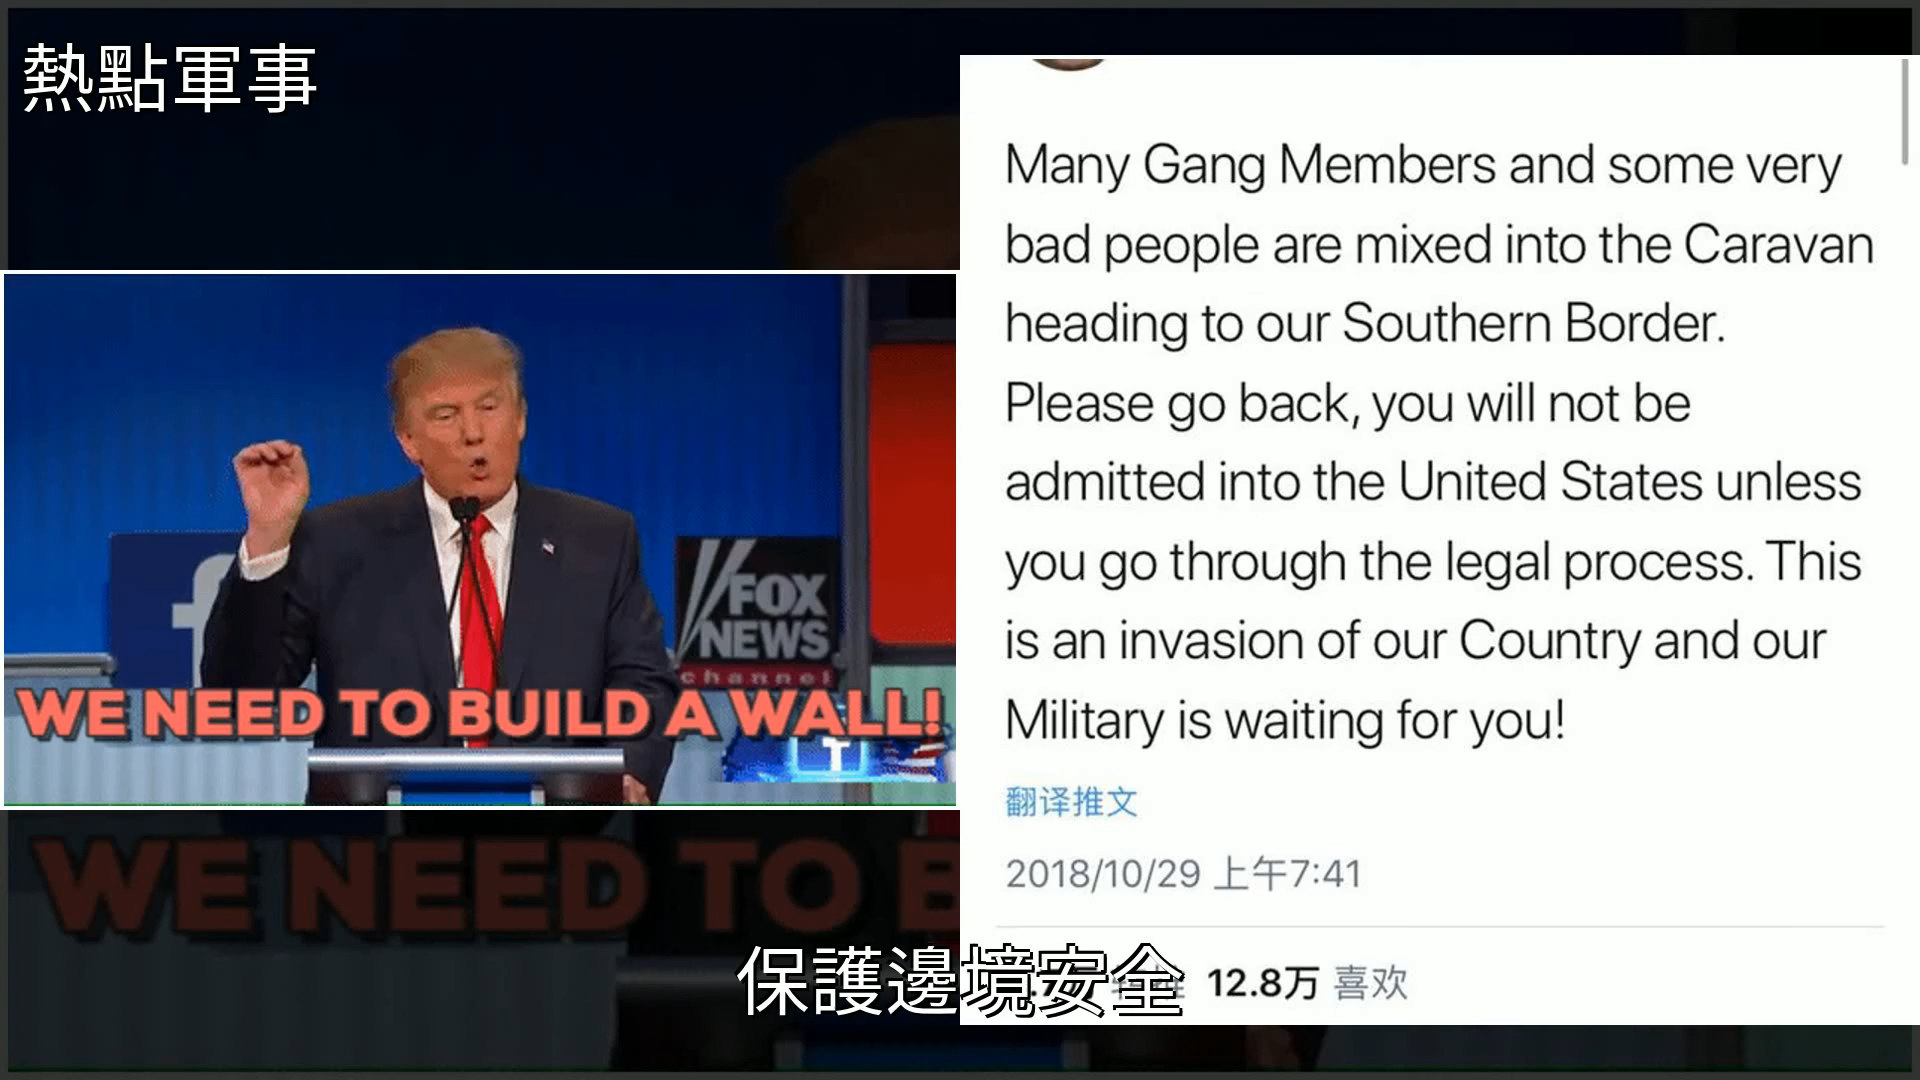 熱點軍事
Many Gang Members and some very
bad people are mixed into the Caravan
heading to our Southern Border.
Please go back, you will not be
admitted into the United States unless
you go through the legal process. This
is an invasion of our Country and our
Military is waiting for you!
翻译推文
2018/10/29 上午7:41
12.8万 喜欢
FOX
NEWS
channel
WE NEED TO BUILD A WALL!
WE NEED TO B
保護邊境安全